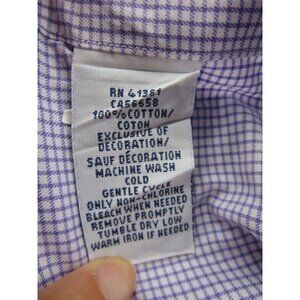 RN 41381
CA56658
100%COTTON/
COTON
EXCLUSIVE OF
DECORATION/
SAUF DÉCORATION
MACHINE WASH
COLD
GENTLE CYCLE
ONLY NON-CHLORINE
BLEACH WHEN NEEDED
REMOVE PROMPTLY
TUMBLE DRY LOW
WARM IRON IF NEEDED